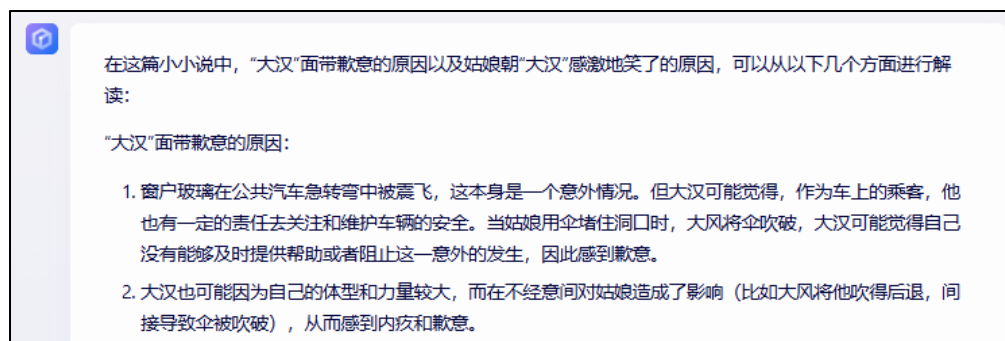 在这篇小小说中，“大汉”面带歉意的原因以及姑娘朝“大汉”感激地笑了的原因，可以从以下几个方面进行解
读：
“大汉”面带歉意的原因：
1. 窗户玻璃在公共汽车急转弯中被震飞，这本身是一个意外情况。但大汉可能觉得，作为车上的乘客，他
也有一定的责任去关注和维护车辆的安全。当姑娘用伞堵住洞口时，大风将伞吹破，大汉可能觉得自己
没有能够及时提供帮助或者阻止这一意外的发生，因此感到歉意。
2. 大汉也可能因为自己的体型和力量较大，而在不经意间对姑娘造成了影响（比如大风将他吹得后退，间
接导致伞被吹破），从而感到内疚和歉意。